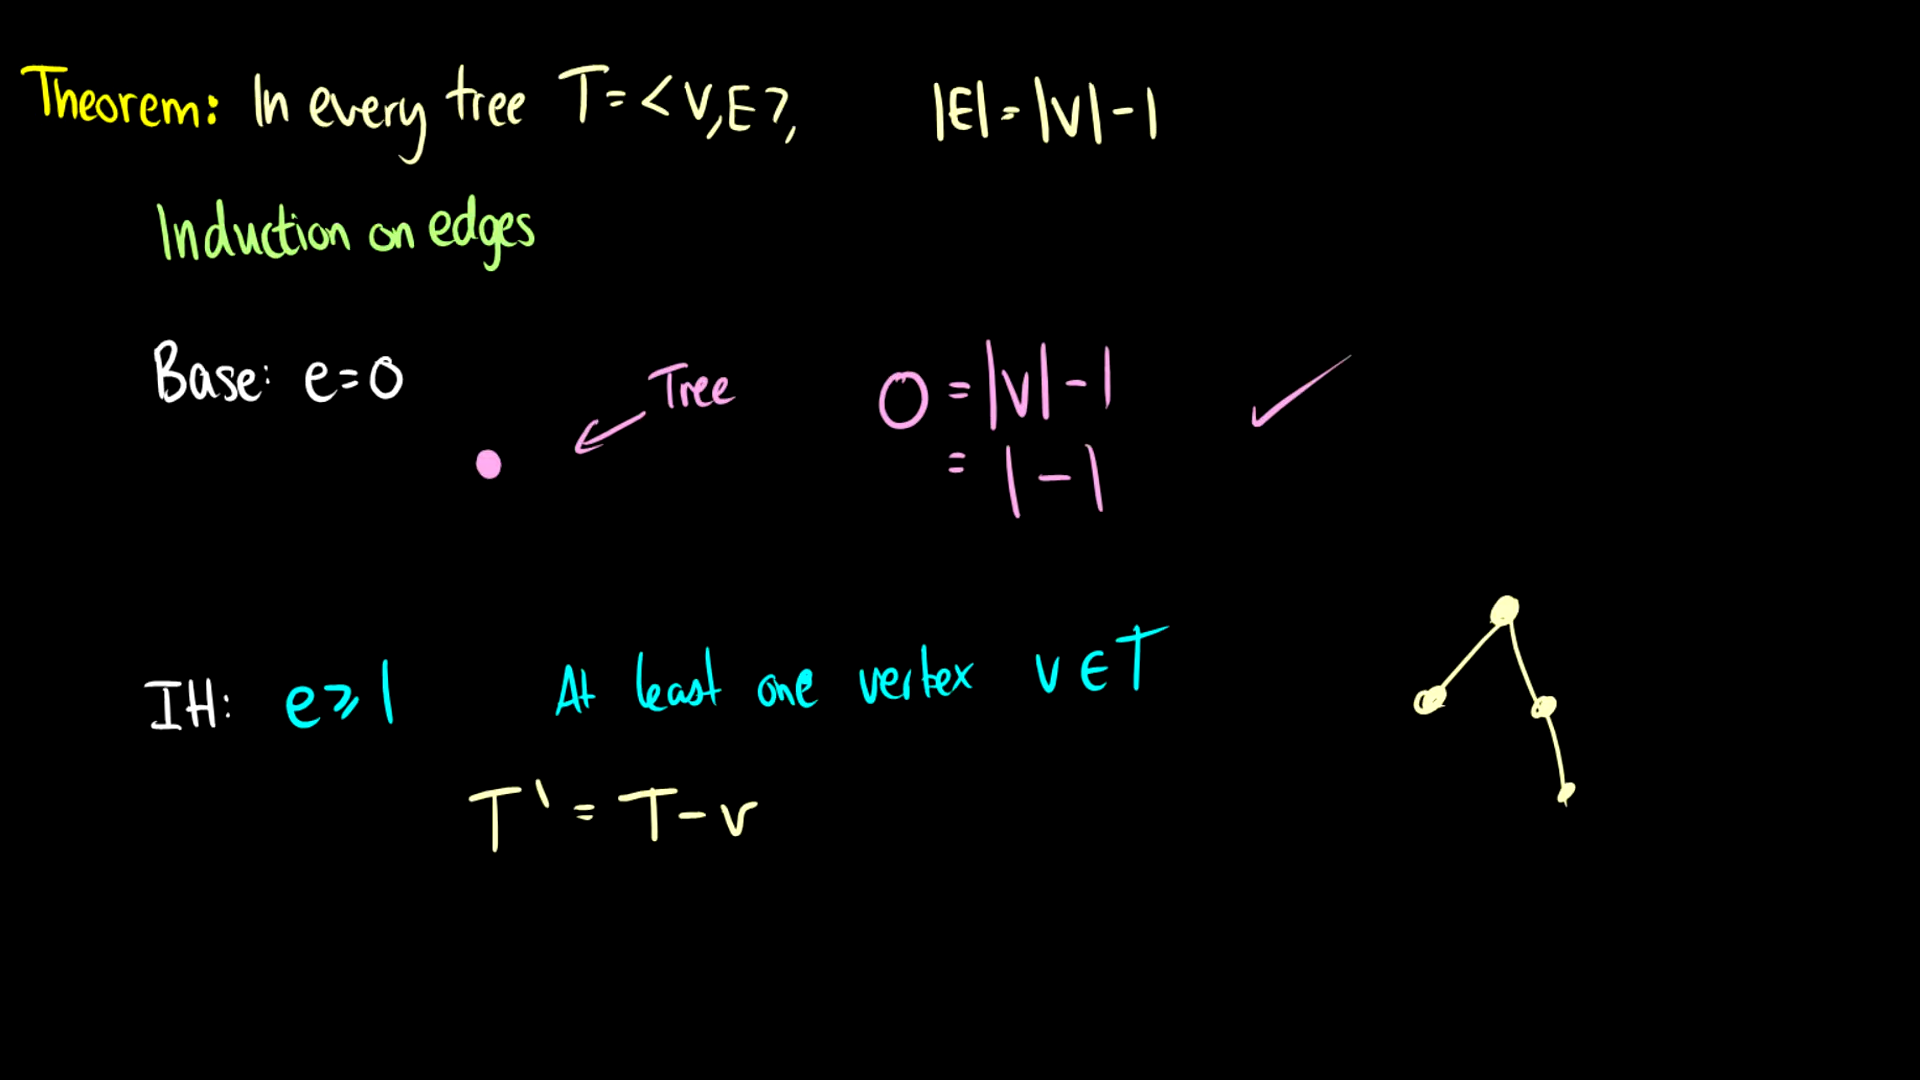 Theorem: In every tree T = <V,E>, |E| = |V| - 1
Induction on edges
Base: e=0
Tree
0 = |V| - 1
= 1 - 1
IH: e ≥ 1 At least one vertex v ∈ T
T' = T - v